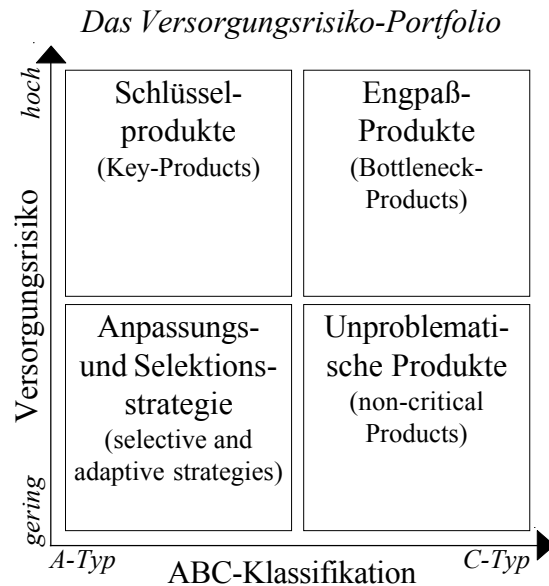 Das Versorgungsrisiko-Portfolio
hoch
Versorgungsrisiko
gering
Schlüssel-
produkte
(Key-Products)
Engpaß-
Produkte
(Bottleneck-
Products)
Anpassungs-
und Selektions-
strategie
(selective and
adaptive strategies)
Unproblemati-
sche Produkte
(non-critical
Products)
A-Typ
ABC-Klassifikation
C-Typ